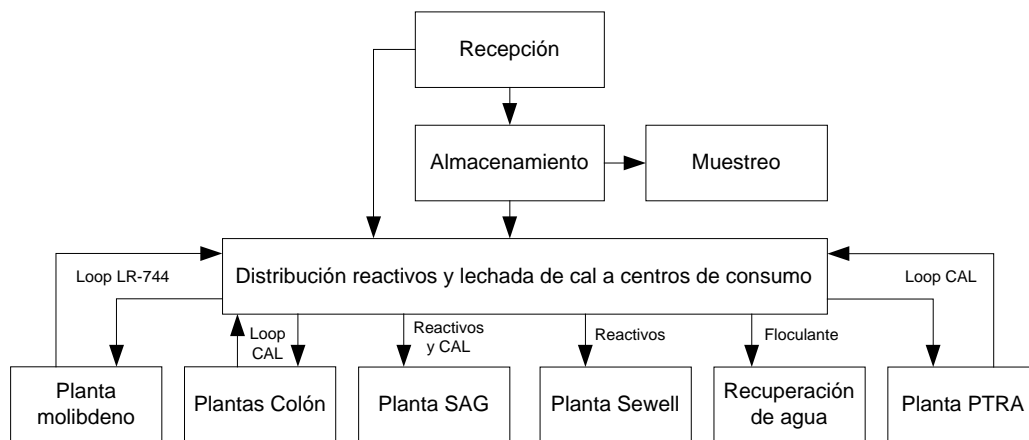 Recepción
Almacenamiento
Muestreo
Distribución reactivos y lechada de cal a centros de consumo
Loop LR-744
Loop
CAL
Reactivos
y CAL
Reactivos
Floculante
Loop CAL
Planta
molibdeno
Plantas Colón
Planta SAG
Planta Sewell
Recuperación
de agua
Planta PTRA